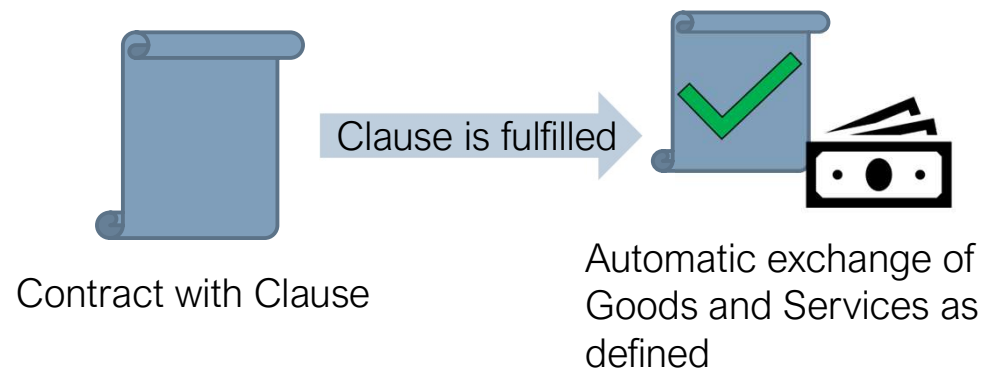 Clause is fulfilled
Contract with Clause
Automatic exchange of
Goods and Services as
defined